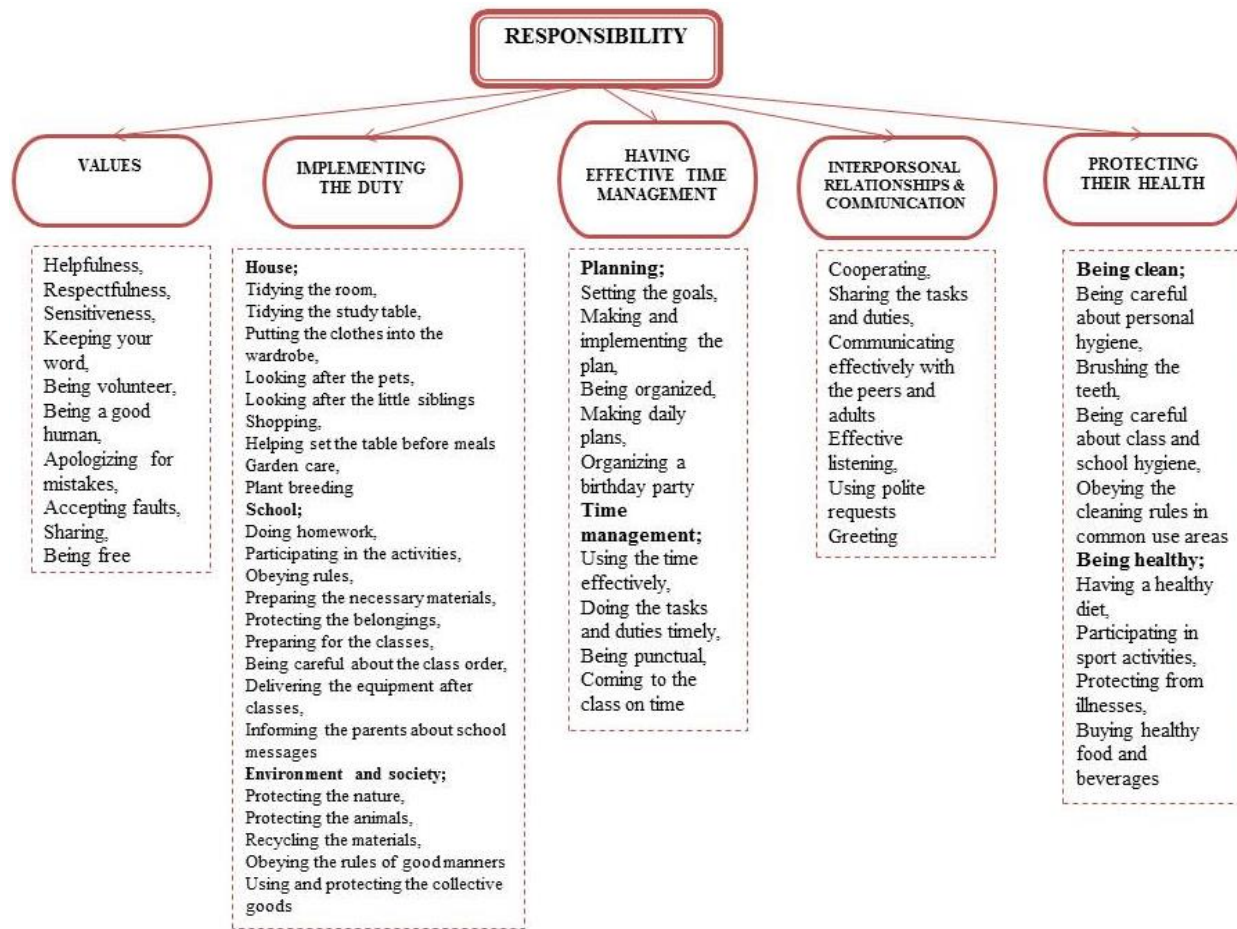 RESPONSIBILITY
VALUES
IMPLEMENTING
THE DUTY
HAVING
EFFECTIVE TIME
MANAGEMENT
INTERPORSONAL
RELATIONSHIPS &
COMMUNICATION
PROTECTING
THEIR HEALTH
Helpfulness,
Respectfulness,
Sensitiveness,
Keeping your
word,
Being volunteer,
Being a good
human,
Apologizing for
mistakes,
Accepting faults,
Sharing,
Being free
House;
Tidying the room,
Tidying the study table,
Putting the clothes into the
wardrobe,
Looking after the pets,
Looking after the little siblings
Shopping,
Helping set the table before meals
Garden care,
Plant breeding
School;
Doing homework,
Participating in the activities,
Obeying rules,
Preparing the necessary materials,
Protecting the belongings,
Preparing for the classes,
Being careful about the class order,
Delivering the equipment after
classes,
Informing the parents about school
messages
Environment and society;
Protecting the nature,
Protecting the animals,
Recycling the materials,
Obeying the rules of good manners
Using and protecting the collective
goods
Planning;
Setting the goals,
Making and
implementing the
plan,
Being organized,
Making daily
plans,
Organizing a
birthday party
Time
management;
Using the time
effectively,
Doing the tasks
and duties timely,
Being punctual,
Coming to the
class on time
Cooperating,
Sharing the tasks
and duties,
Communicating
effectively with
the peers and
adults
Effective
listening,
Using polite
requests
Greeting
Being clean;
Being careful
about personal
hygiene,
Brushing the
teeth,
Being careful
about class and
school hygiene,
Obeying the
cleaning rules in
common use areas
Being healthy;
Having a healthy
diet,
Participating in
sport activities,
Protecting from
illnesses,
Buying healthy
food and
beverages